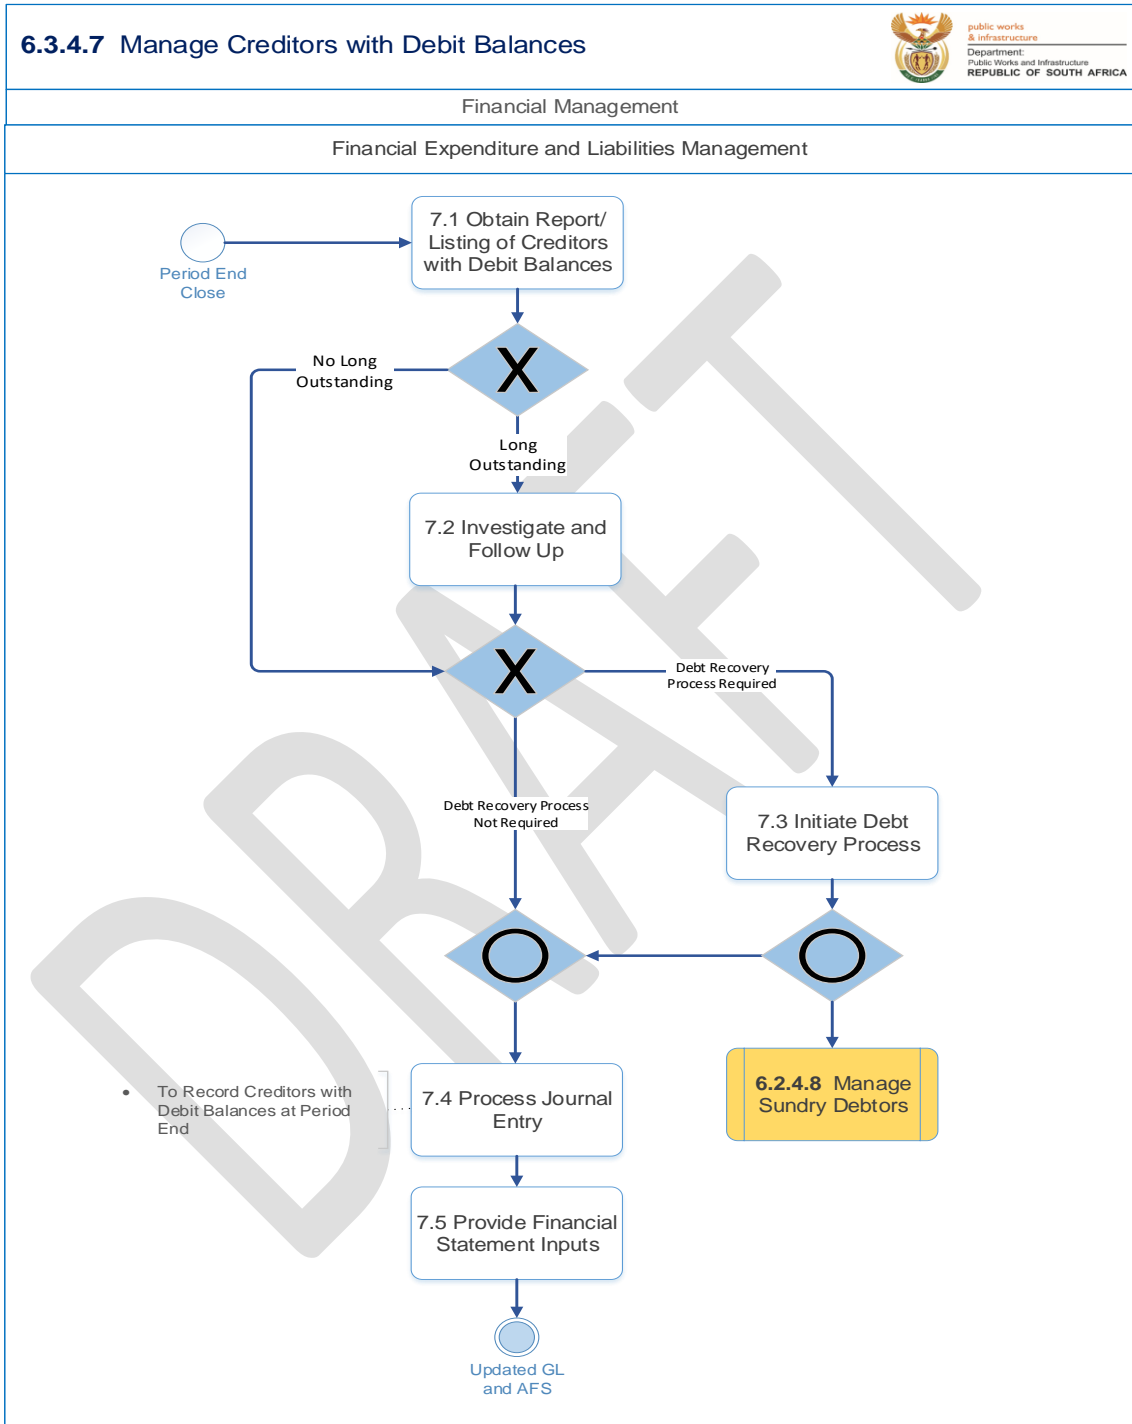 6.3.4.7 Manage Creditors with Debit Balances
public works
& infrastructure
Department:
Public Works and Infrastructure
REPUBLIC OF SOUTH AFRICA
Financial Management
Financial Expenditure and Liabilities Management
7.1 Obtain Report/
Listing of Creditors
with Debit Balances
Period End
Close
X
No Long
Outstanding
Long
Outstanding
7.2 Investigate and
Follow Up
X
Debt Recovery
Process Required
Debt Recovery Process
Not Required
7.3 Initiate Debt
Recovery Process
• To Record Creditors with
Debit Balances at Period
End
7.4 Process Journal
Entry
6.2.4.8 Manage
Sundry Debtors
7.5 Provide Financial
Statement Inputs
Updated GL
and AFS
DRAFT